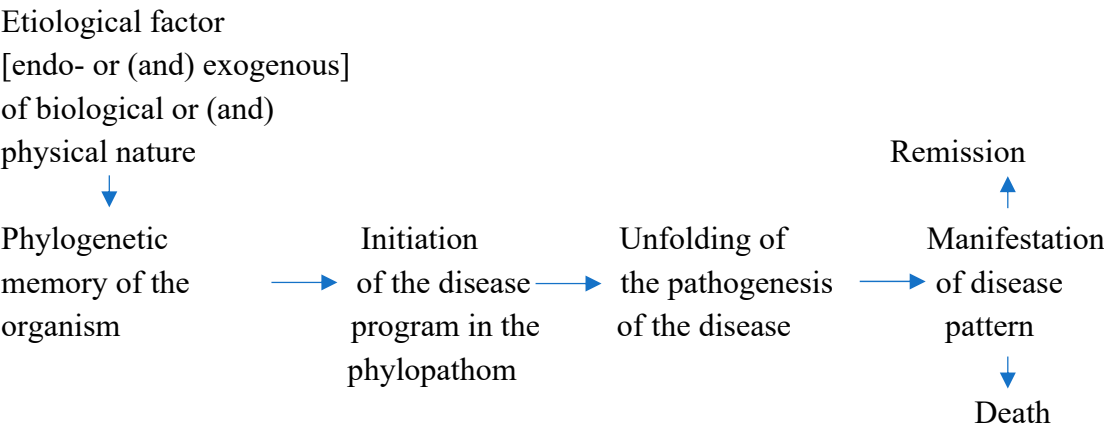 Etiological factor
[endo- or (and) exogenous]
of biological or (and)
physical nature
Phylogenetic
memory of the
organism
Initiation
of the disease
program in the
phylopathom
Unfolding of
the pathogenesis
of the disease
Remission
Manifestation
of disease
pattern
Death